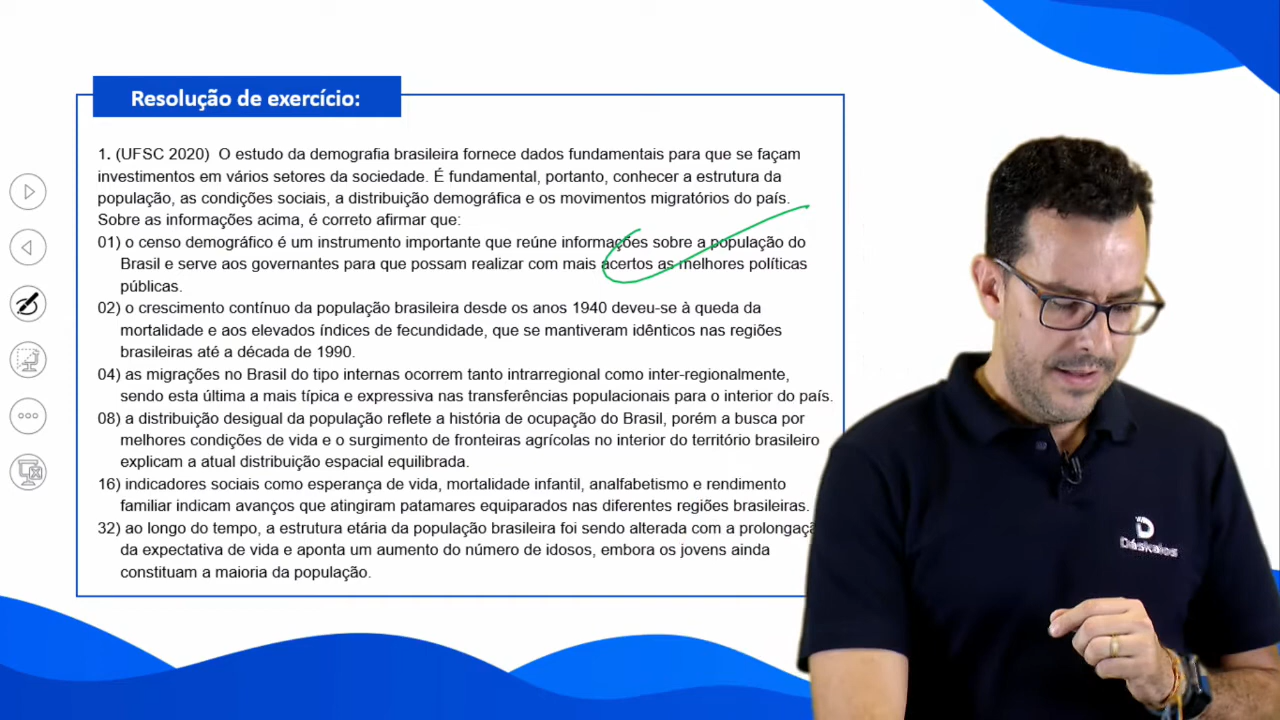 Resolução de exercício:
1. (UFSC 2020) O estudo da demografia brasileira fornece dados fundamentais para que se façam
investimentos em vários setores da sociedade. É fundamental, portanto, conhecer a estrutura da
população, as condições sociais, a distribuição demográfica e os movimentos migratórios do país.
Sobre as informações acima, é correto afirmar que:
01) o censo demográfico é um instrumento importante que reúne informações sobre a população do
Brasil e serve aos governantes para que possam realizar com mais acertos as melhores políticas
públicas.
02) o crescimento contínuo da população brasileira desde os anos 1940 deveu-se à queda da
mortalidade e aos elevados índices de fecundidade, que se mantiveram idênticos nas regiões
brasileiras até a década de 1990.
04) as migrações no Brasil do tipo internas ocorrem tanto intrarregional como inter-regionalmente,
sendo esta última a mais típica e expressiva nas transferências populacionais para o interior do país.
08) a distribuição desigual da população reflete a história de ocupação do Brasil, porém a busca por
melhores condições de vida e o surgimento de fronteiras agrícolas no interior do território brasileiro
explicam a atual distribuição espacial equilibrada.
16) indicadores sociais como esperança de vida, mortalidade infantil, analfabetismo e rendimento
familiar indicam avanços que atingiram patamares equiparados nas diferentes regiões brasileiras.
32) ao longo do tempo, a estrutura etária da população brasileira foi sendo alterada com a
da expectativa de vida e aponta um aumento do número de idosos, embora os jovens ainda
constituam a maioria da população.
Dáskalos